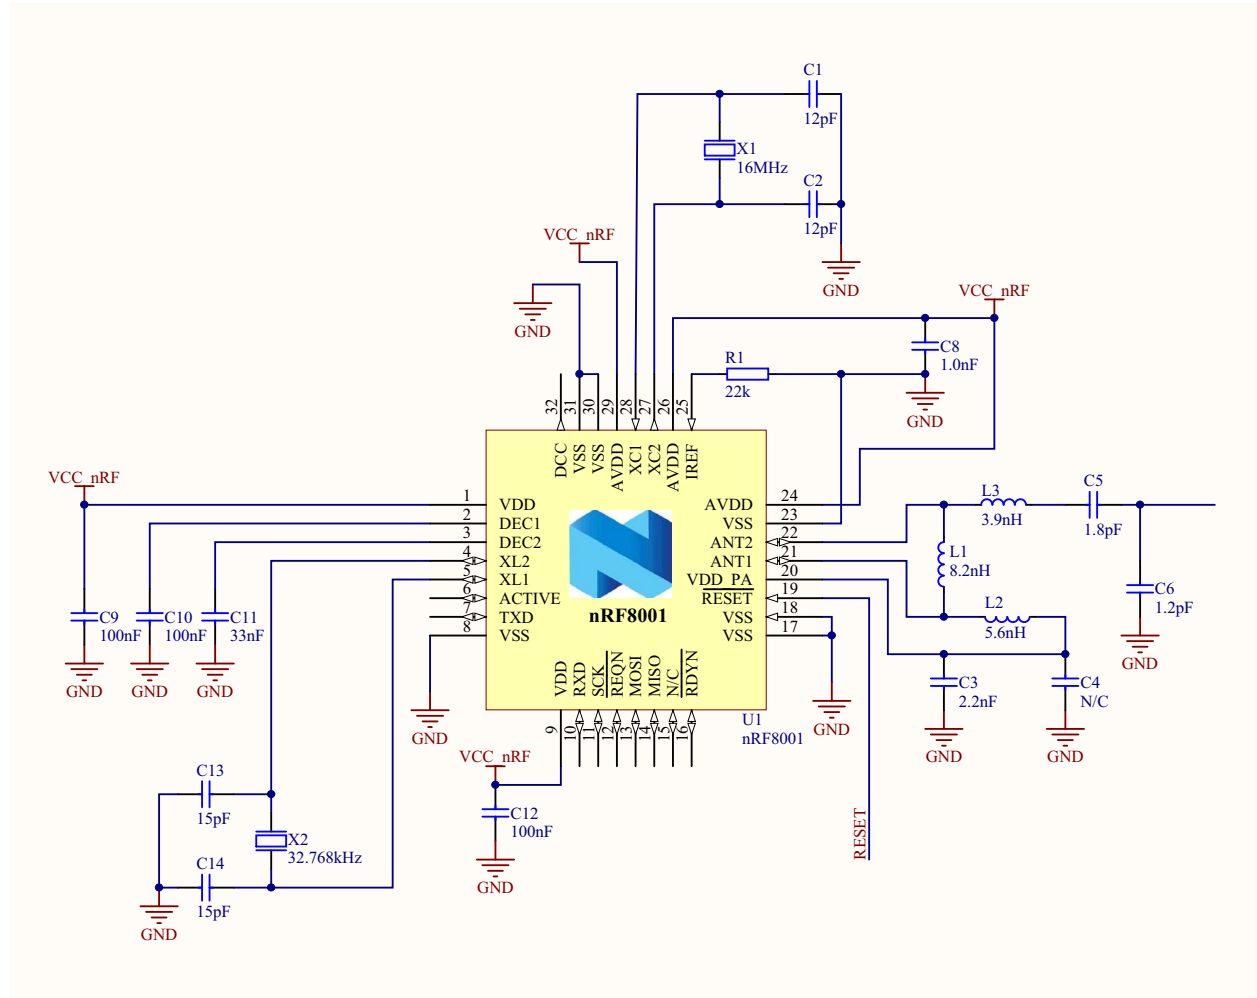 C1
12pF
X1
16MHz
C2
12pF
GND
VCC_nRF
GND
VCC_nRF
C8
1.0nF
GND
R1
22k
32
31
30
29
28
27
26
25
DCC
VSS
VSS
AVDD
XC1
XC2
AVDD
IREF
VCC_nRF
1
2
3
4
5
6
7
8
VDD
DEC1
DEC2
XL2
XL1
ACTIVE
TXD
VSS
AVDD
VSS
ANT2
ANT1
VDD_PA
RESET
VSS
VSS
24
23
22
21
20
19
18
17
nRF8001
VDD
RXD
SCK
REQN
MOSI
MISO
N/C
RDYN
9
10
11
12
13
14
15
16
U1
nRF8001
L3
3.9nH
C5
1.8pF
L1
8.2nH
L2
5.6nH
C6
1.2pF
GND
C3
2.2nF
GND
C4
N/C
GND
GND
RESET
C9
100nF
GND
C10
100nF
GND
C11
33nF
GND
GND
VCC_nRF
C12
100nF
GND
C13
15pF
X2
32.768kHz
C14
15pF
GND